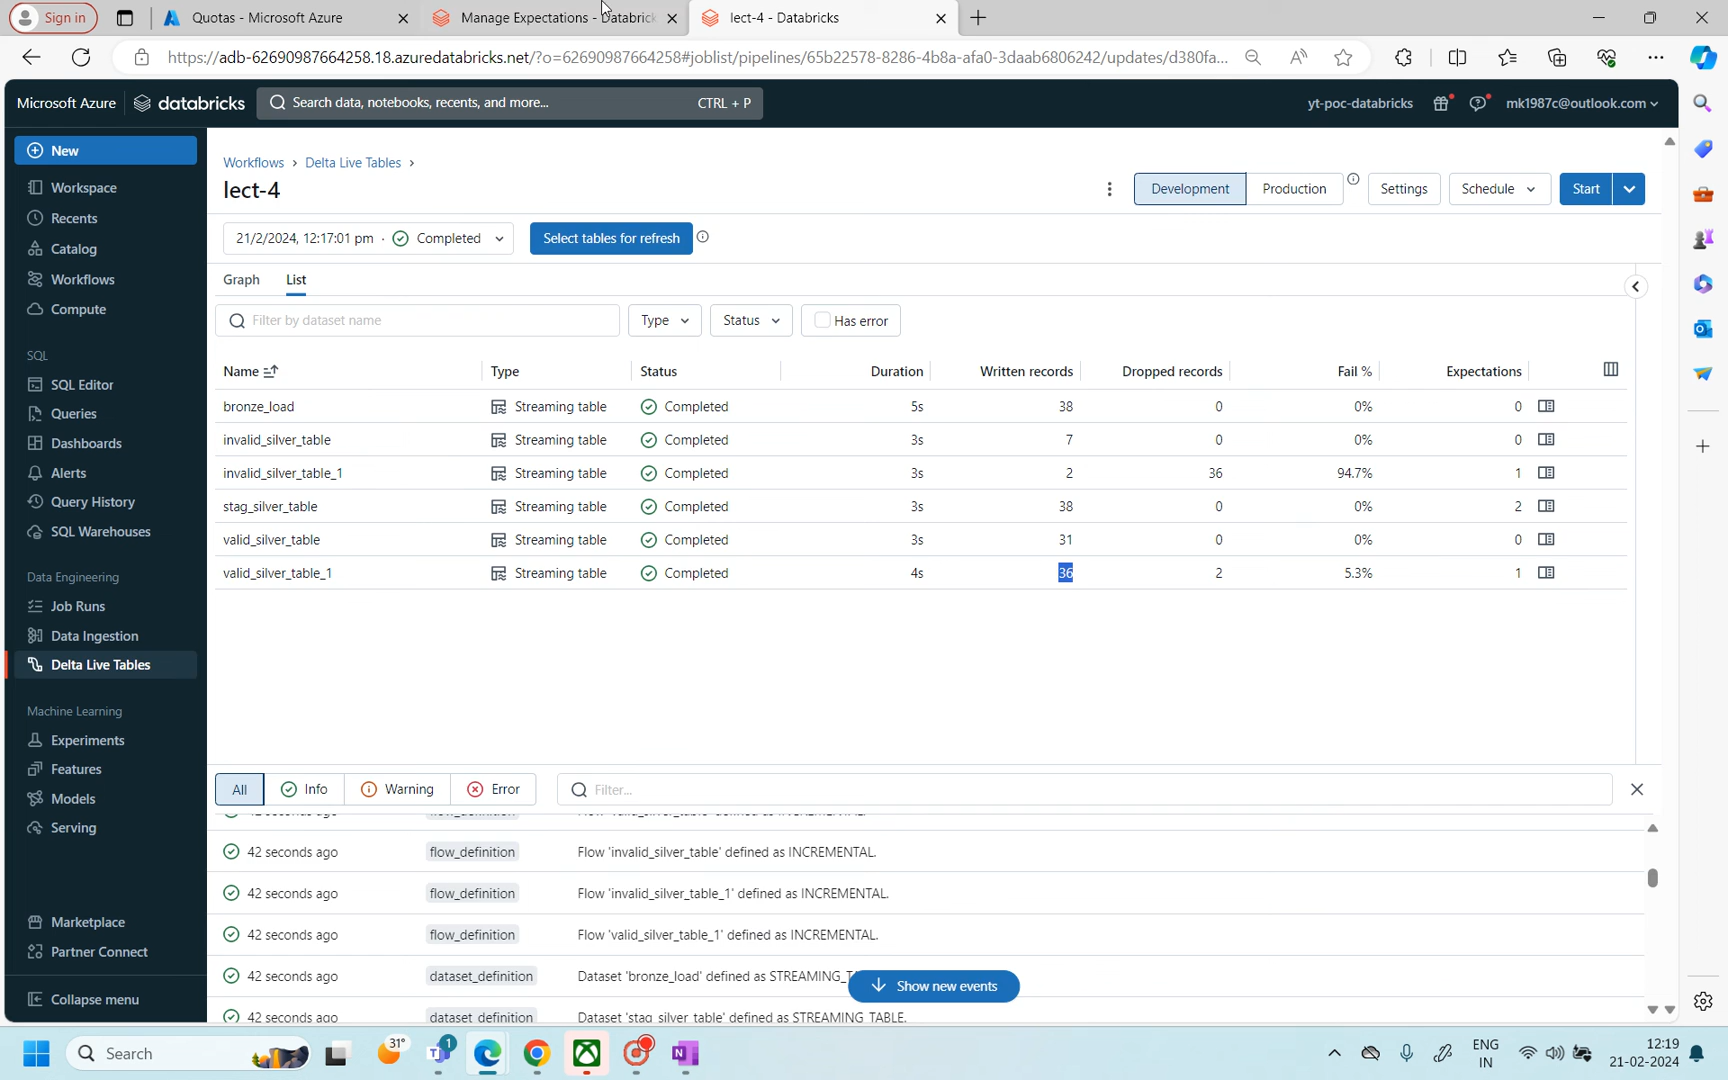 Sign in
Quotas - Microsoft Azure
Manage Expectations - Databricks
lect-4 - Databricks
https://adb-62690987664258.18.azuredatabricks.net/?o=62690987664258#joblist/pipelines/65b22578-8286-4b8a-afa0-3daab6806242/updates/d380fa...
Microsoft Azure
databricks
Search data, notebooks, recents, and more...
CTRL + P
yt-poc-databricks
mk1987c@outlook.com
New
Workspace
Recents
Catalog
Workflows
Compute
SQL
SQL Editor
Queries
Dashboards
Alerts
Query History
SQL Warehouses
Data Engineering
Job Runs
Data Ingestion
Delta Live Tables
Machine Learning
Experiments
Features
Models
Serving
Marketplace
Partner Connect
Collapse menu
Workflows > Delta Live Tables >
lect-4
Development
Production
Settings
Schedule
Start
21/2/2024, 12:17:01 pm · Completed
Select tables for refresh
Graph
List
Filter by dataset name
Type
Status
Has error
Name Type Status Duration Written records Dropped records Fail % Expectations
bronze_load Streaming table Completed 5s 38 0 0% 0
invalid_silver_table Streaming table Completed 3s 7 0 0% 0
invalid_silver_table_1 Streaming table Completed 3s 2 36 94.7% 1
stag_silver_table Streaming table Completed 3s 38 0 0% 2
valid_silver_table Streaming table Completed 3s 31 0 0% 0
valid_silver_table_1 Streaming table Completed 4s 36 2 5.3% 1
All
Info
Warning
Error
Filter...
42 seconds ago flow_definition Flow 'invalid_silver_table' defined as INCREMENTAL.
42 seconds ago flow_definition Flow 'invalid_silver_table_1' defined as INCREMENTAL.
42 seconds ago flow_definition Flow 'valid_silver_table_1' defined as INCREMENTAL.
42 seconds ago dataset_definition Dataset 'bronze_load' defined as
Show new events
42 seconds ago dataset_definition Dataset 'stag_silver_table' defined as STREAMING_TABLE.
31°
Search
1
ENG
IN
12:19
21-02-2024